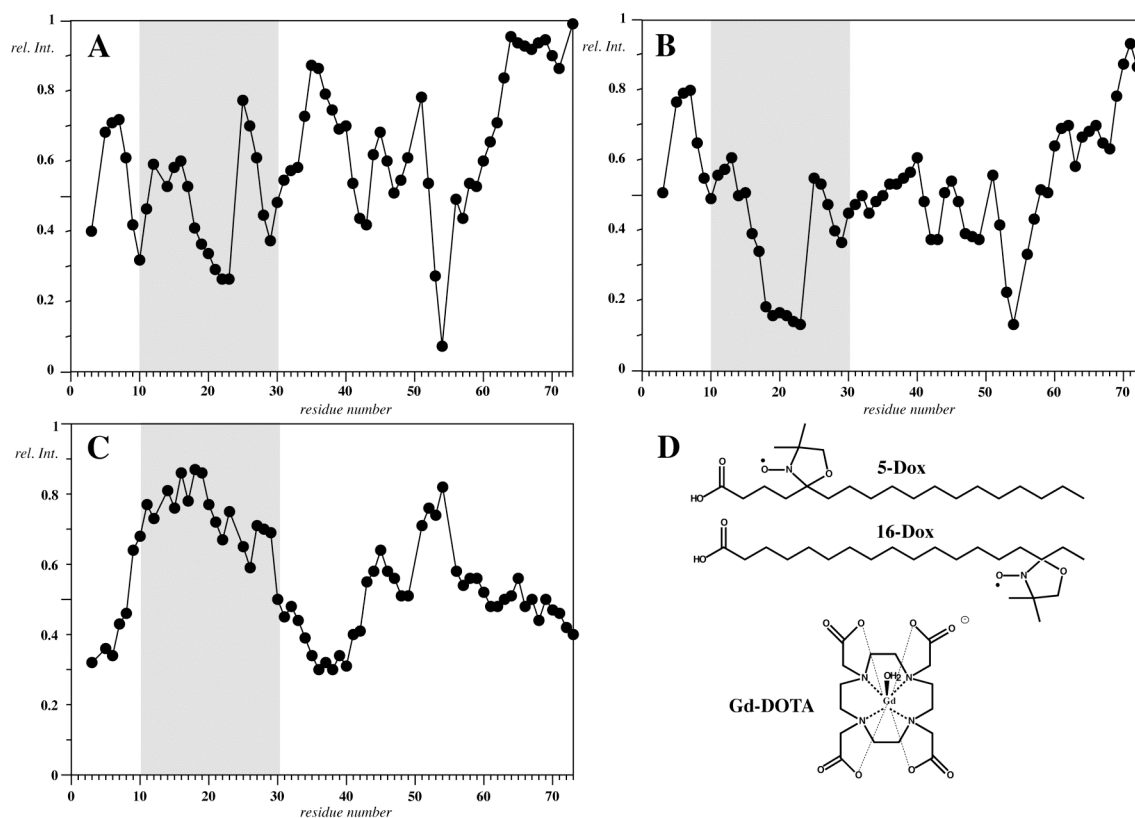 A
rel. Int.
1
0.8
0.6
0.4
0.2
0
0 10 20 30 40 50 60 70
residue number
B
rel. Int.
1
0.8
0.6
0.4
0.2
0
0 10 20 30 40 50 60 70
residue number
C
rel. Int.
1
0.8
0.6
0.4
0.2
0
0 10 20 30 40 50 60 70
residue number
D
5-Dox
O
HO
O N O
16-Dox
O
HO
O N O
Gd-DOTA
O O O O
N OH2 N
Gd
N N
O O O O